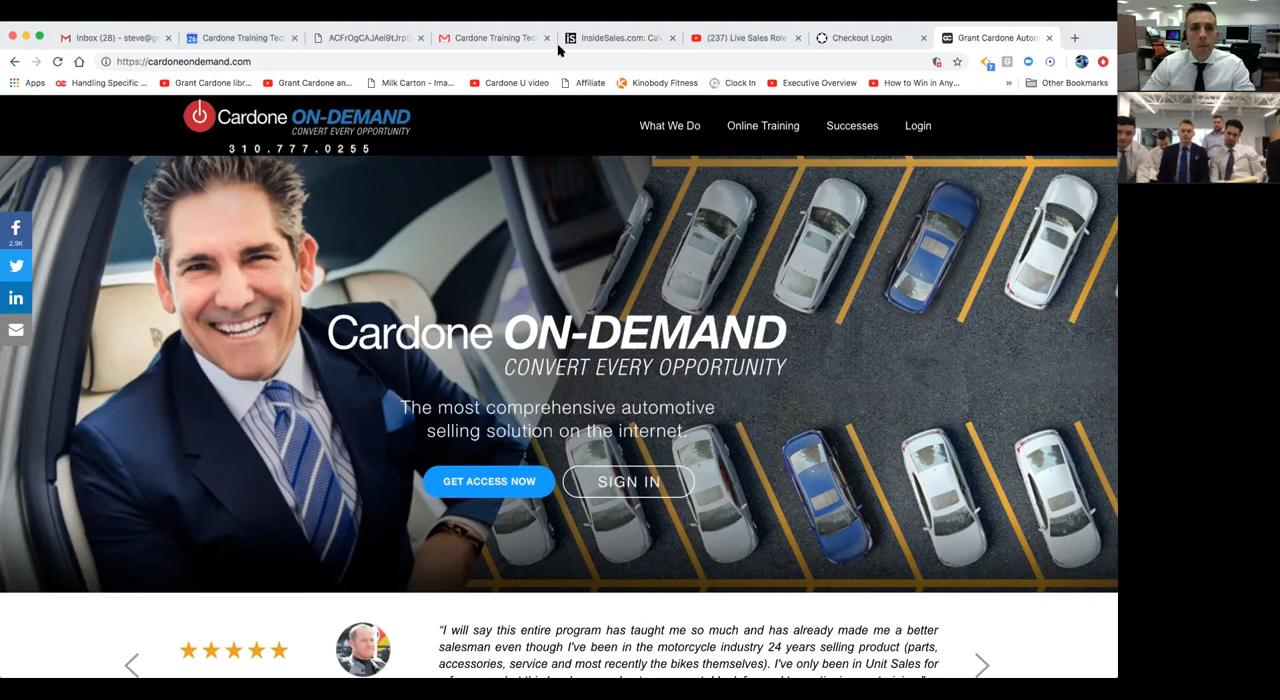 Inbox (28) - steve@g
26 Cardone Training Tec
ACFrOgCAJAei9tJrp
Cardone Training Tec
InsideSales.com: Ca
(237) Live Sales Role
Checkout Login
Grant Cardone Autom
https://cardoneondemand.com
Apps
Handling Specific ...
Grant Cardone libr...
Grant Cardone an...
Milk Carton - Ima...
Cardone U video
Affiliate
Kinobody Fitness
Clock In
Executive Overview
How to Win in Any...
»
Other Bookmarks
Cardone ON-DEMAND
CONVERT EVERY OPPORTUNITY
310.777.0255
What We Do
Online Training
Successes
Login
2.9K
Cardone ON-DEMAND
CONVERT EVERY OPPORTUNITY
The most comprehensive automotive
selling solution on the internet.
GET ACCESS NOW
SIGN IN
“I will say this entire program has taught me so much and has already made me a better
salesman even though I've been in the motorcycle industry 24 years selling product (parts,
accessories, service and most recently the bikes themselves). I've only been in Unit Sales for